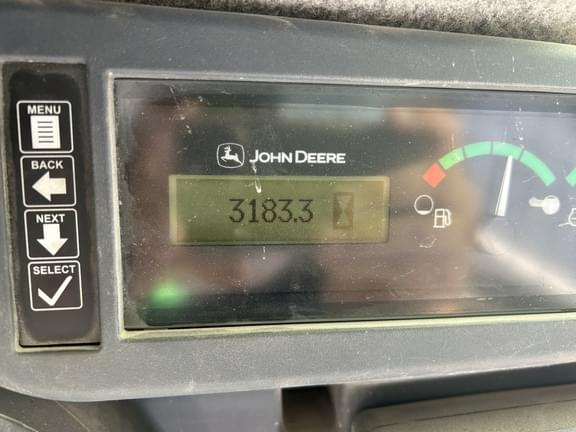 MENU
BACK
NEXT
SELECT
JOHN DEERE
3183.3